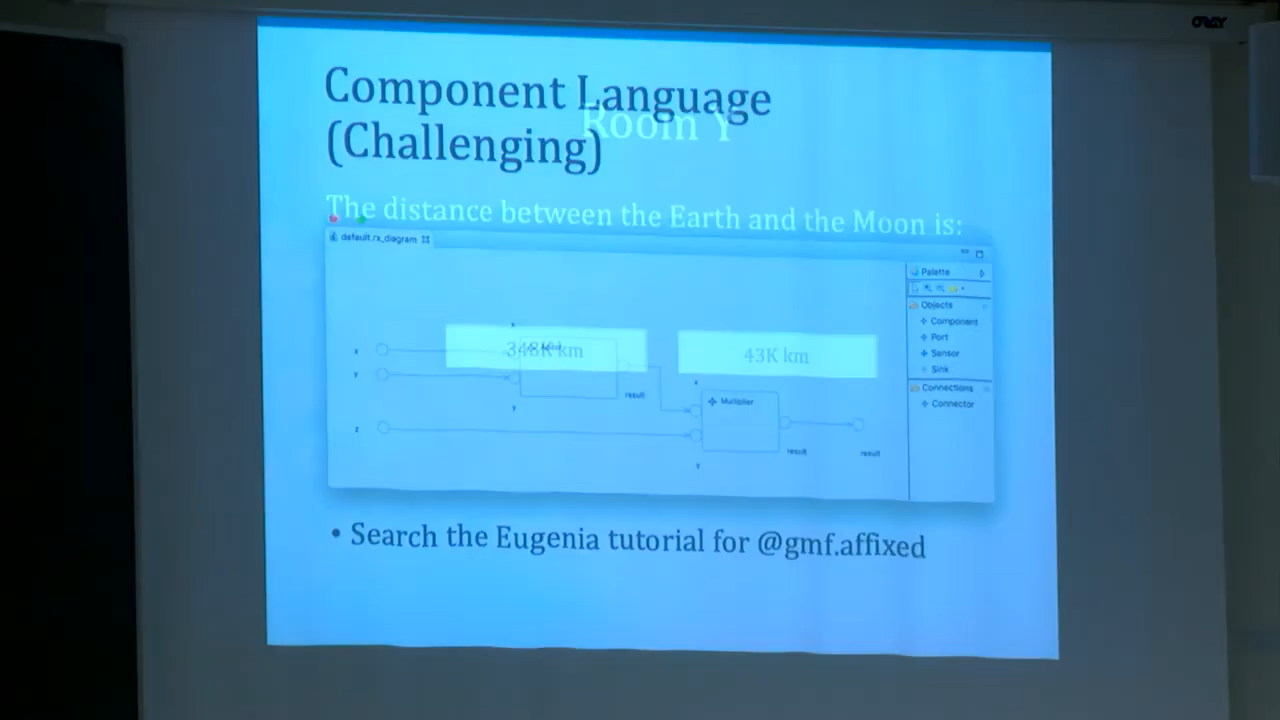 ORAY
Component Language
Room Y
(Challenging)
The distance between the Earth and the Moon is:
default.rx_diagram
Palette
Objects
Component
Port
Sensor
Sink
Connections
Connector
x
x
43K km
y
result
x
y
Multiplier
z
result
result
y
• Search the Eugenia tutorial for @gmf.affixed